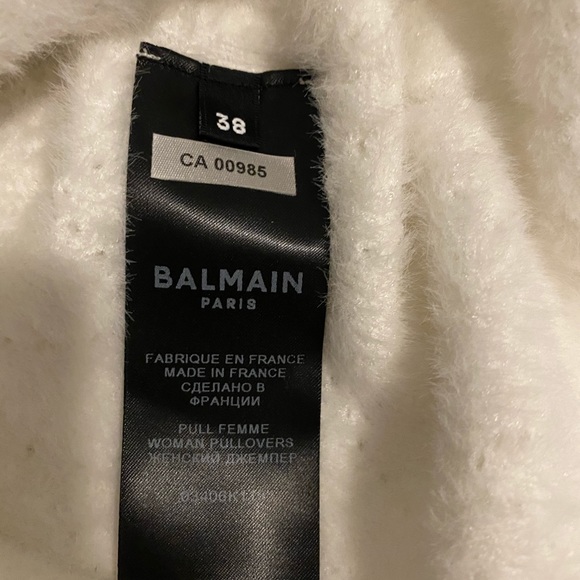 38
CA 00985
BALMAIN
PARIS
FABRIQUE EN FRANCE
MADE IN FRANCE
СДЕЛАНО В
ФРАНЦИИ
PULL FEMME
WOMAN PULLOVERS
ЖЕНСКИЙ ДЖЕМПЕР